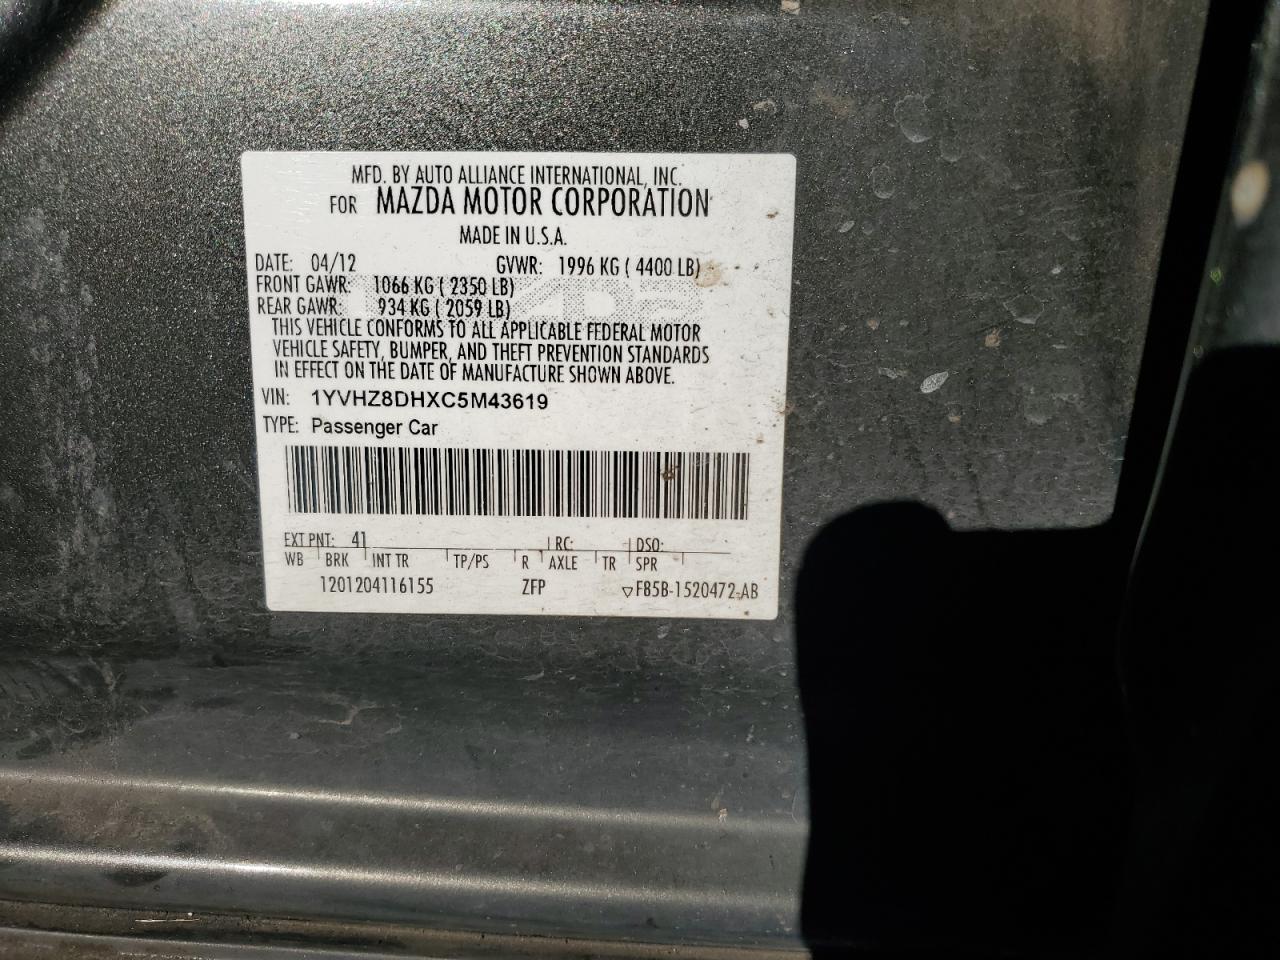 MFD. BY AUTO ALLIANCE INTERNATIONAL, INC.
FOR MAZDA MOTOR CORPORATION
MADE IN U.S.A.
DATE: 04/12 GVWR: 1996 KG ( 4400 LB)
FRONT GAWR: 1066 KG ( 2350 LB)
REAR GAWR: 934 KG ( 2059 LB)
THIS VEHICLE CONFORMS TO ALL APPLICABLE FEDERAL MOTOR
VEHICLE SAFETY, BUMPER, AND THEFT PREVENTION STANDARDS
IN EFFECT ON THE DATE OF MANUFACTURE SHOWN ABOVE.
VIN: 1YVHZ8DHXC5M43619
TYPE: Passenger Car
EXT PNT: 41 RC: DSO:
WB BRK INT TR TP/PS R AXLE TR SPR
1201204116155 ZFP ▽FB5B-1520472-AB